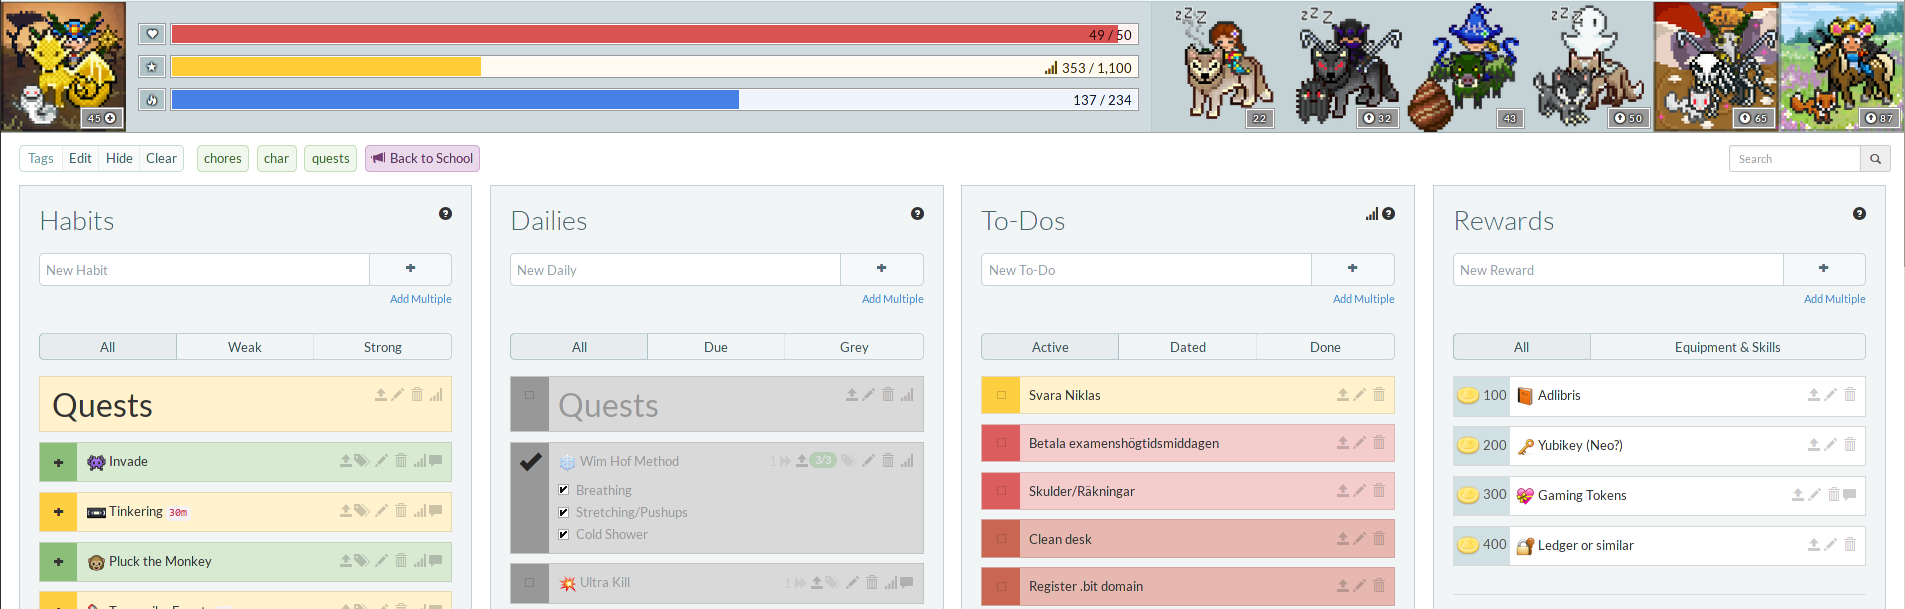 49 / 50
353 / 1,100
137 / 234
45
zzZ
22
zzZ
32
43
zzZ
50
65
87
Tags Edit Hide Clear chores char quests Back to School
Search
Habits
New Habit
Add Multiple
All Weak Strong
Quests
Invade
Tinkering 30m
Pluck the Monkey
Dailies
New Daily
Add Multiple
All Due Grey
Quests
Wim Hof Method 1 3/3
Breathing
Stretching/Pushups
Cold Shower
Ultra Kill 1
To-Dos
New To-Do
Add Multiple
Active Dated Done
Svara Niklas
Betala examenshögtidsmiddagen
Skulder/Räkningar
Clean desk
Register .bit domain
Rewards
New Reward
Add Multiple
All Equipment & Skills
100 Adlibris
200 Yubikey (Neo?)
300 Gaming Tokens
400 Ledger or similar